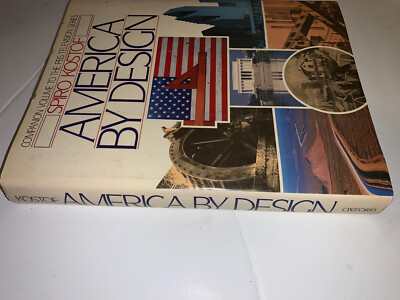 COMPANION VOLUME TO THE PBS TELEVISION SERIES
SPIRO KOSTOF
AMERICA
BY DESIGN
KOSTOF AMERICA BY DESIGN OXFORD